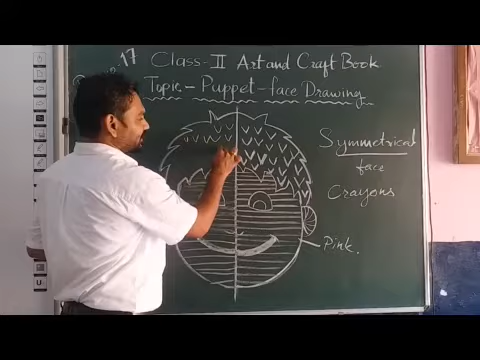 17 Class-II Art and Craft Book
Topic - Puppet - face Drawing
Symmetrical
face
Crayons
Pink.